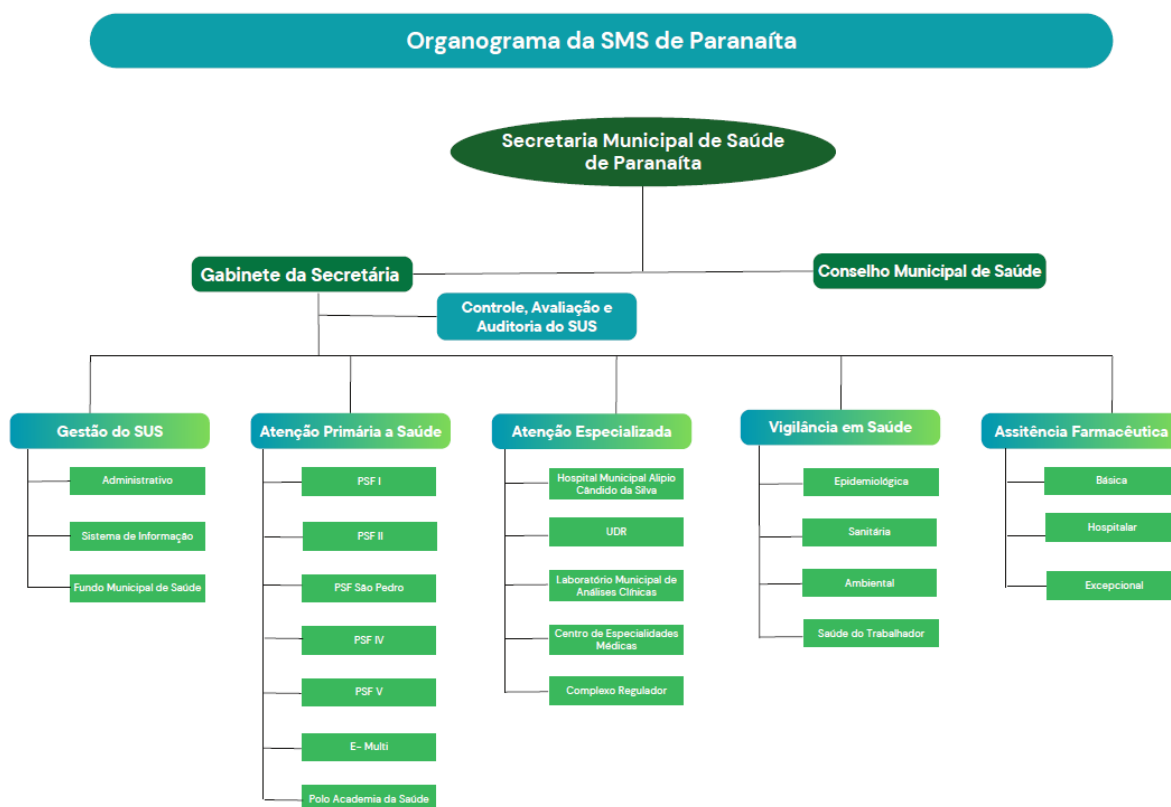 Organograma da SMS de Paranaíta
Secretaria Municipal de Saúde
de Paranaíta
Gabinete da Secretária
Conselho Municipal de Saúde
Controle, Avaliação e
Auditoria do SUS
Gestão do SUS
Administrativo
Sistema de Informação
Fundo Municipal de Saúde
Atenção Primária a Saúde
PSF I
PSF II
PSF São Pedro
PSF IV
PSF V
E- Multi
Polo Academia da Saúde
Atenção Especializada
Hospital Municipal Alipio
Cândido da Silva
UDR
Laboratório Municipal de
Análises Clínicas
Centro de Especialidades
Médicas
Complexo Regulador
Vigilância em Saúde
Epidemiológica
Sanitária
Ambiental
Saúde do Trabalhador
Assitência Farmacêutica
Básica
Hospitalar
Excepcional